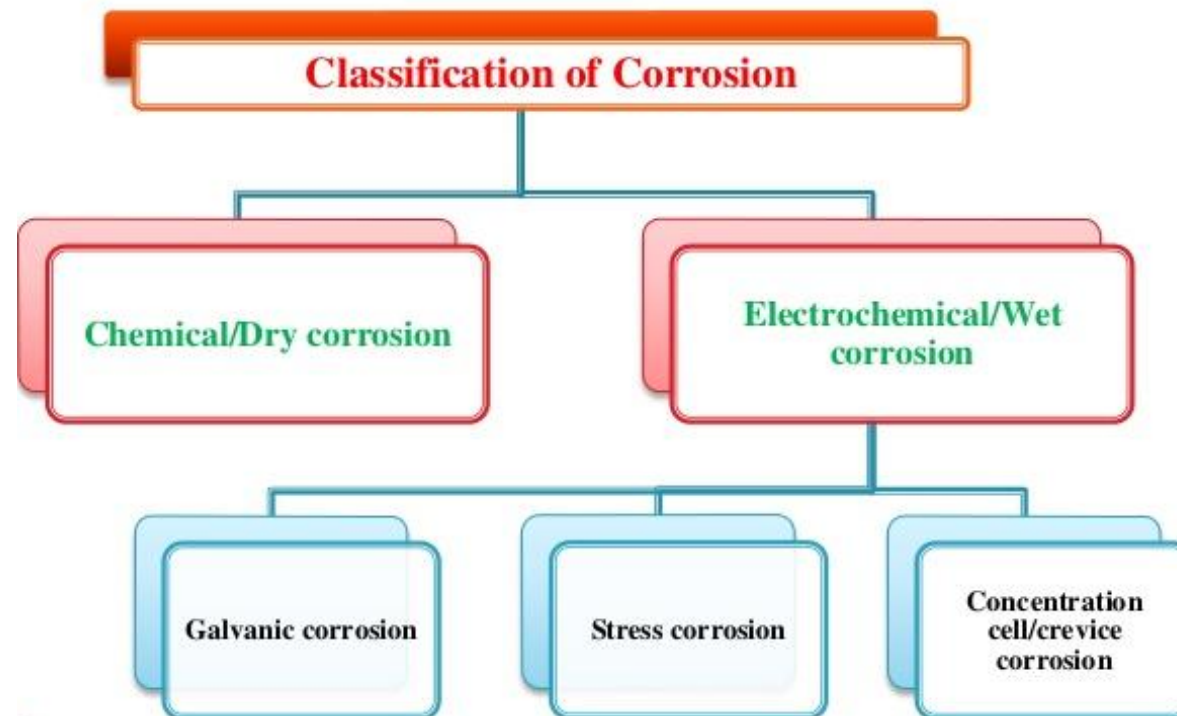 Classification of Corrosion
Chemical/Dry corrosion
Electrochemical/Wet
corrosion
Galvanic corrosion
Stress corrosion
Concentration
cell/crevice
corrosion